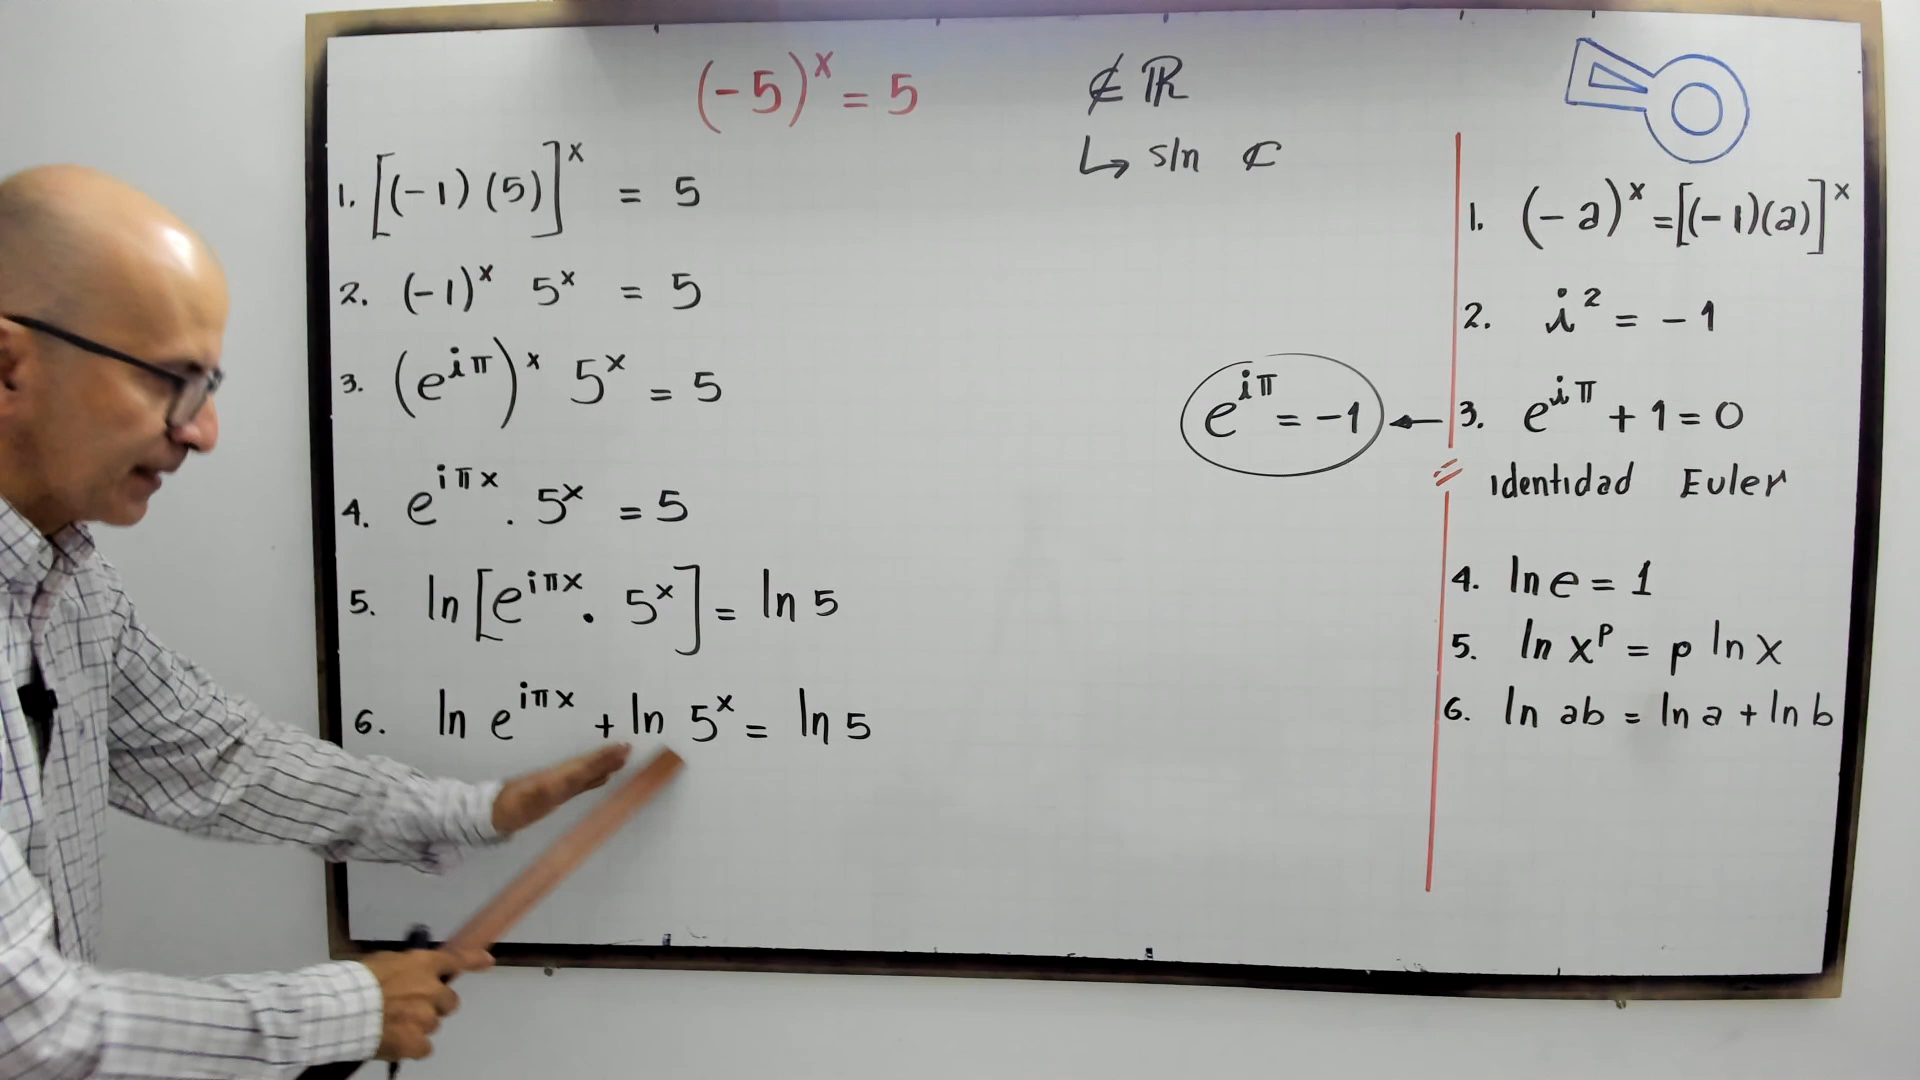 (-5)^x = 5
∉ ℝ
↳ sln ℂ
1. [(-1)(5)]^x = 5
2. (-1)^x 5^x = 5
3. (e^{iπ})^x 5^x = 5
4. e^{iπx} . 5^x = 5
5. ln [e^{iπx} . 5^x] = ln 5
6. ln e^{iπx} + ln 5^x = ln 5
e^{iπ} = -1 ←
1. (-a)^x = [(-1)(a)]^x
2. i^2 = -1
3. e^{iπ} + 1 = 0
= identidad Euler
4. ln e = 1
5. ln x^p = p ln x
6. ln ab = ln a + ln b